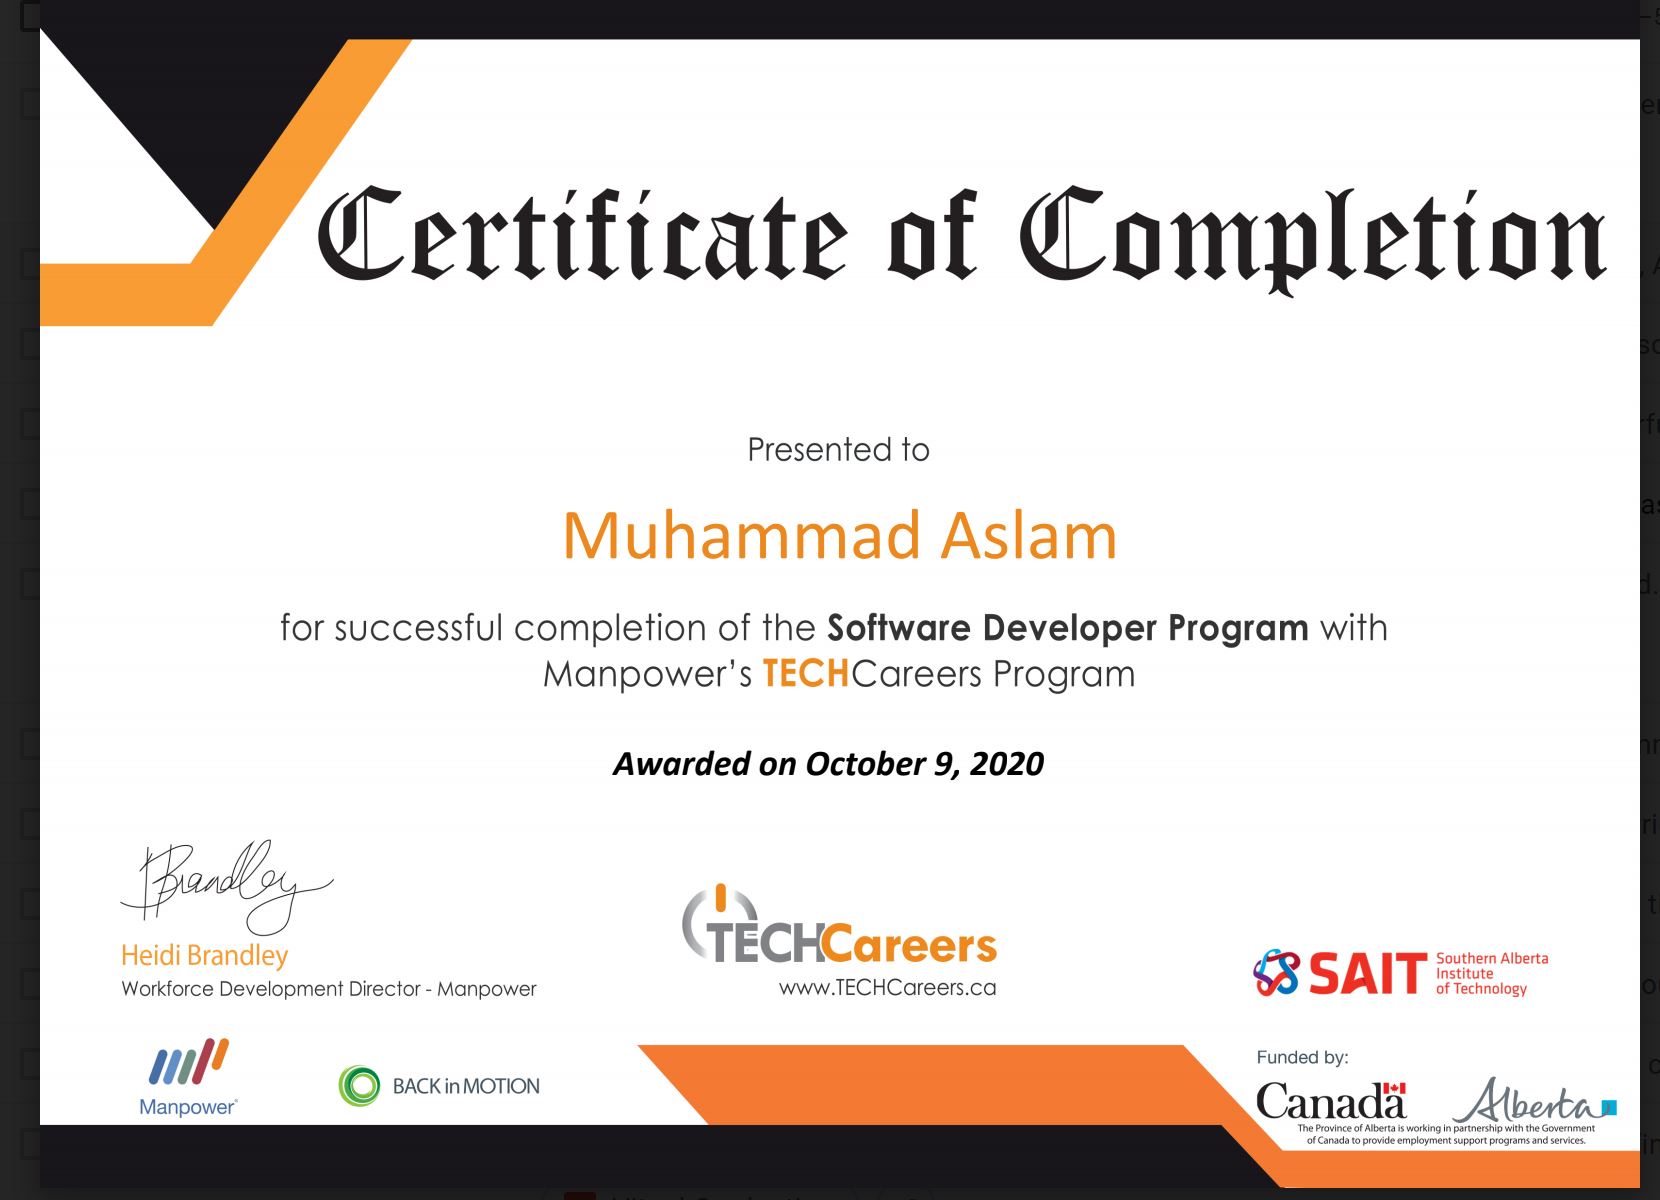 Certificate of Completion
Presented to
Muhammad Aslam
for successful completion of the Software Developer Program with
Manpower's TECHCareers Program
Awarded on October 9, 2020
Brandley
Heidi Brandley
Workforce Development Director - Manpower
TECHCareers
www.TECHCareers.ca
SAIT
Southern Alberta
Institute
of Technology
Manpower
BACK in MOTION
Funded by:
Canada
Alberta
The Province of Alberta is working in partnership with the Government
of Canada to provide employment support programs and services.